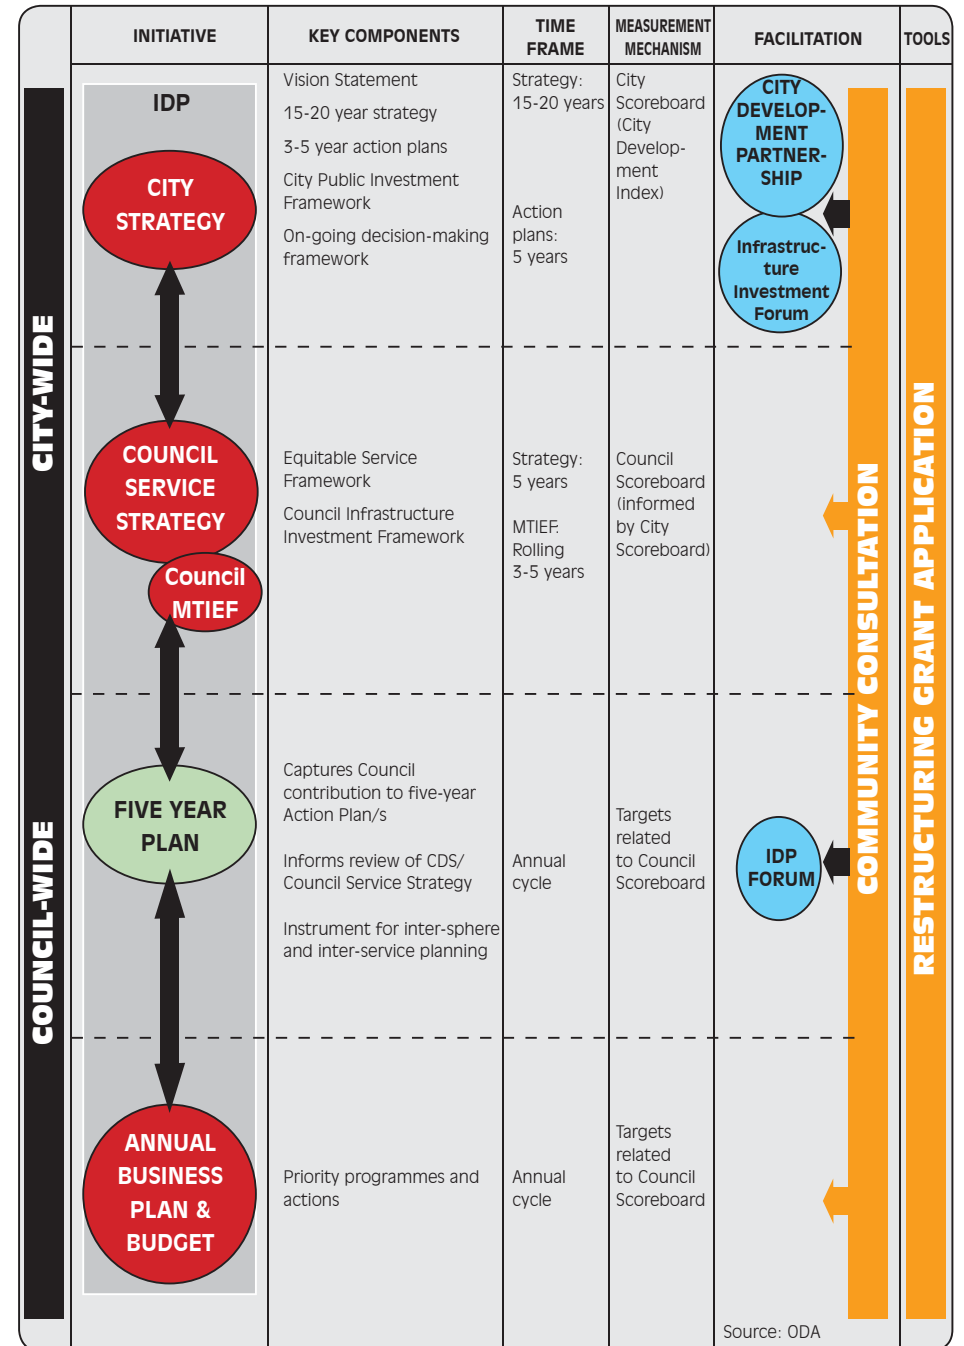 INITIATIVE
KEY COMPONENTS
TIME
FRAME
MEASUREMENT
MECHANISM
FACILITATION
TOOLS
CITY-WIDE
COUNCIL-WIDE
IDP
CITY
STRATEGY
Vision Statement
15-20 year strategy
3-5 year action plans
City Public Investment
Framework
On-going decision-making
framework
Strategy:
15-20 years
Action
plans:
5 years
City
Scoreboard
(City
Develop-
ment
Index)
CITY
DEVELOP-
MENT
PARTNER-
SHIP
Infrastruc-
ture
Investment
Forum
COUNCIL
SERVICE
STRATEGY
Council
MTIEF
Equitable Service
Framework
Council Infrastructure
Investment Framework
Strategy:
5 years
MTIEF:
Rolling
3-5 years
Council
Scoreboard
(informed
by City
Scoreboard)
FIVE YEAR
PLAN
Captures Council
contribution to five-year
Action Plan/s
Informs review of CDS/
Council Service Strategy
Instrument for inter-sphere
and inter-service planning
Annual
cycle
Targets
related
to Council
Scoreboard
IDP
FORUM
ANNUAL
BUSINESS
PLAN &
BUDGET
Priority programmes and
actions
Annual
cycle
Targets
related
to Council
Scoreboard
COMMUNITY CONSULTATION
RESTRUCTURING GRANT APPLICATION
Source: ODA